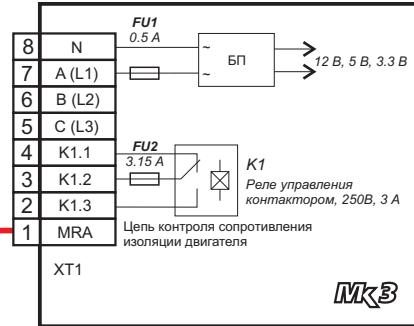 FU1
8 N 0.5 А
~ БП
7 A (L1) ~ 12 В, 5 В, 3.3 В
6 B (L2)
5 C (L3)
4 K1.1 FU2
3 K1.2 3.15 А K1
Реле управления
контактором, 250В, 3 А
2 K1.3
1 MRA Цепь контроля сопротивления
изоляции двигателя
XT1
МК3